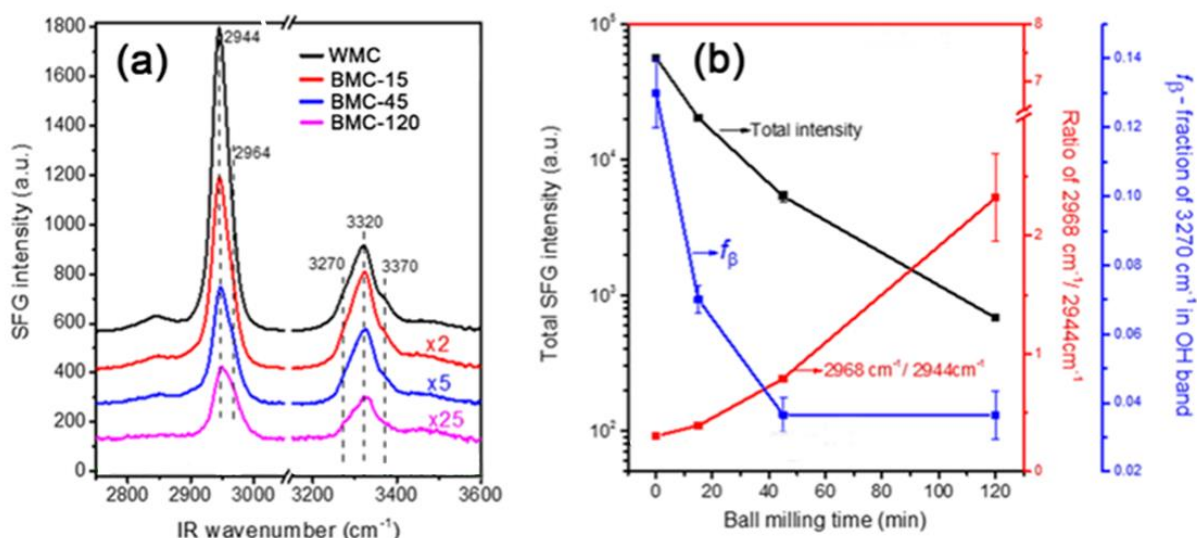 (a)
1800
1600
1400
1200
1000
800
600
400
200
0
SFG intensity (a.u.)
2944
2964
WMC
BMC-15
BMC-45
BMC-120
3320
3270
3370
x2
x5
x25
2800 2900 3000 3200 3400 3600
IR wavenumber (cm⁻¹)
(b)
10⁵
10⁴
10³
10²
Total SFG intensity (a.u.)
Total intensity
fβ
2968 cm⁻¹/ 2944cm⁻¹
0 20 40 60 80 100 120
Ball milling time (min)
8
7
2
1
0
Ratio of 2968 cm⁻¹/ 2944cm⁻¹
0.14
0.12
0.10
0.08
0.06
0.04
0.02
fβ- fraction of 3270 cm⁻¹ in OH band